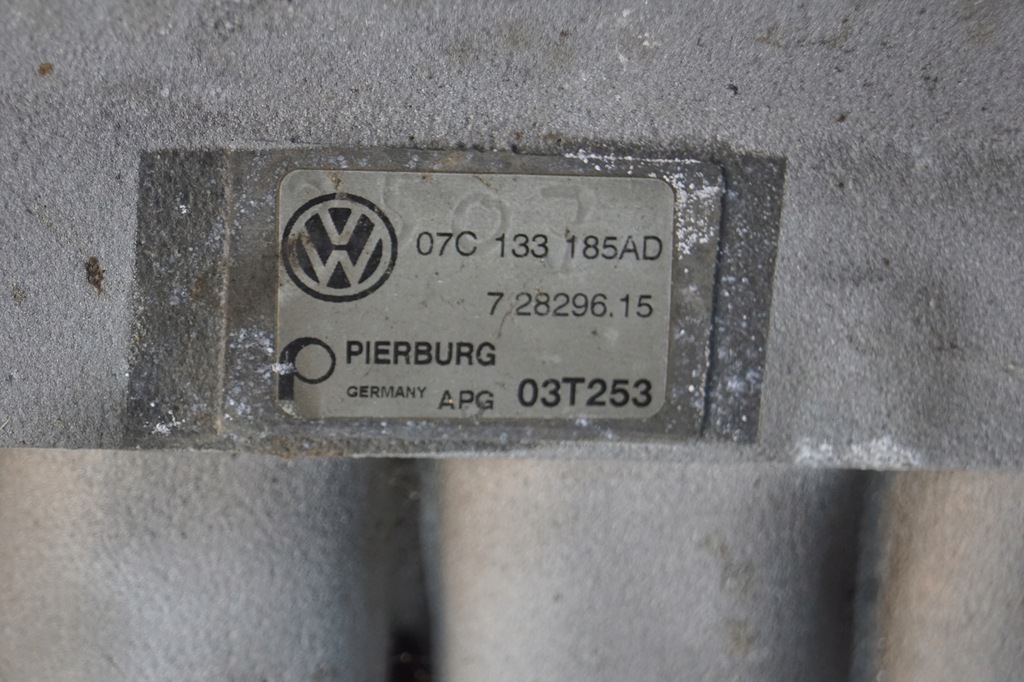 07C 133 185AD
7 28296.15
PIERBURG
GERMANY APG 03T253